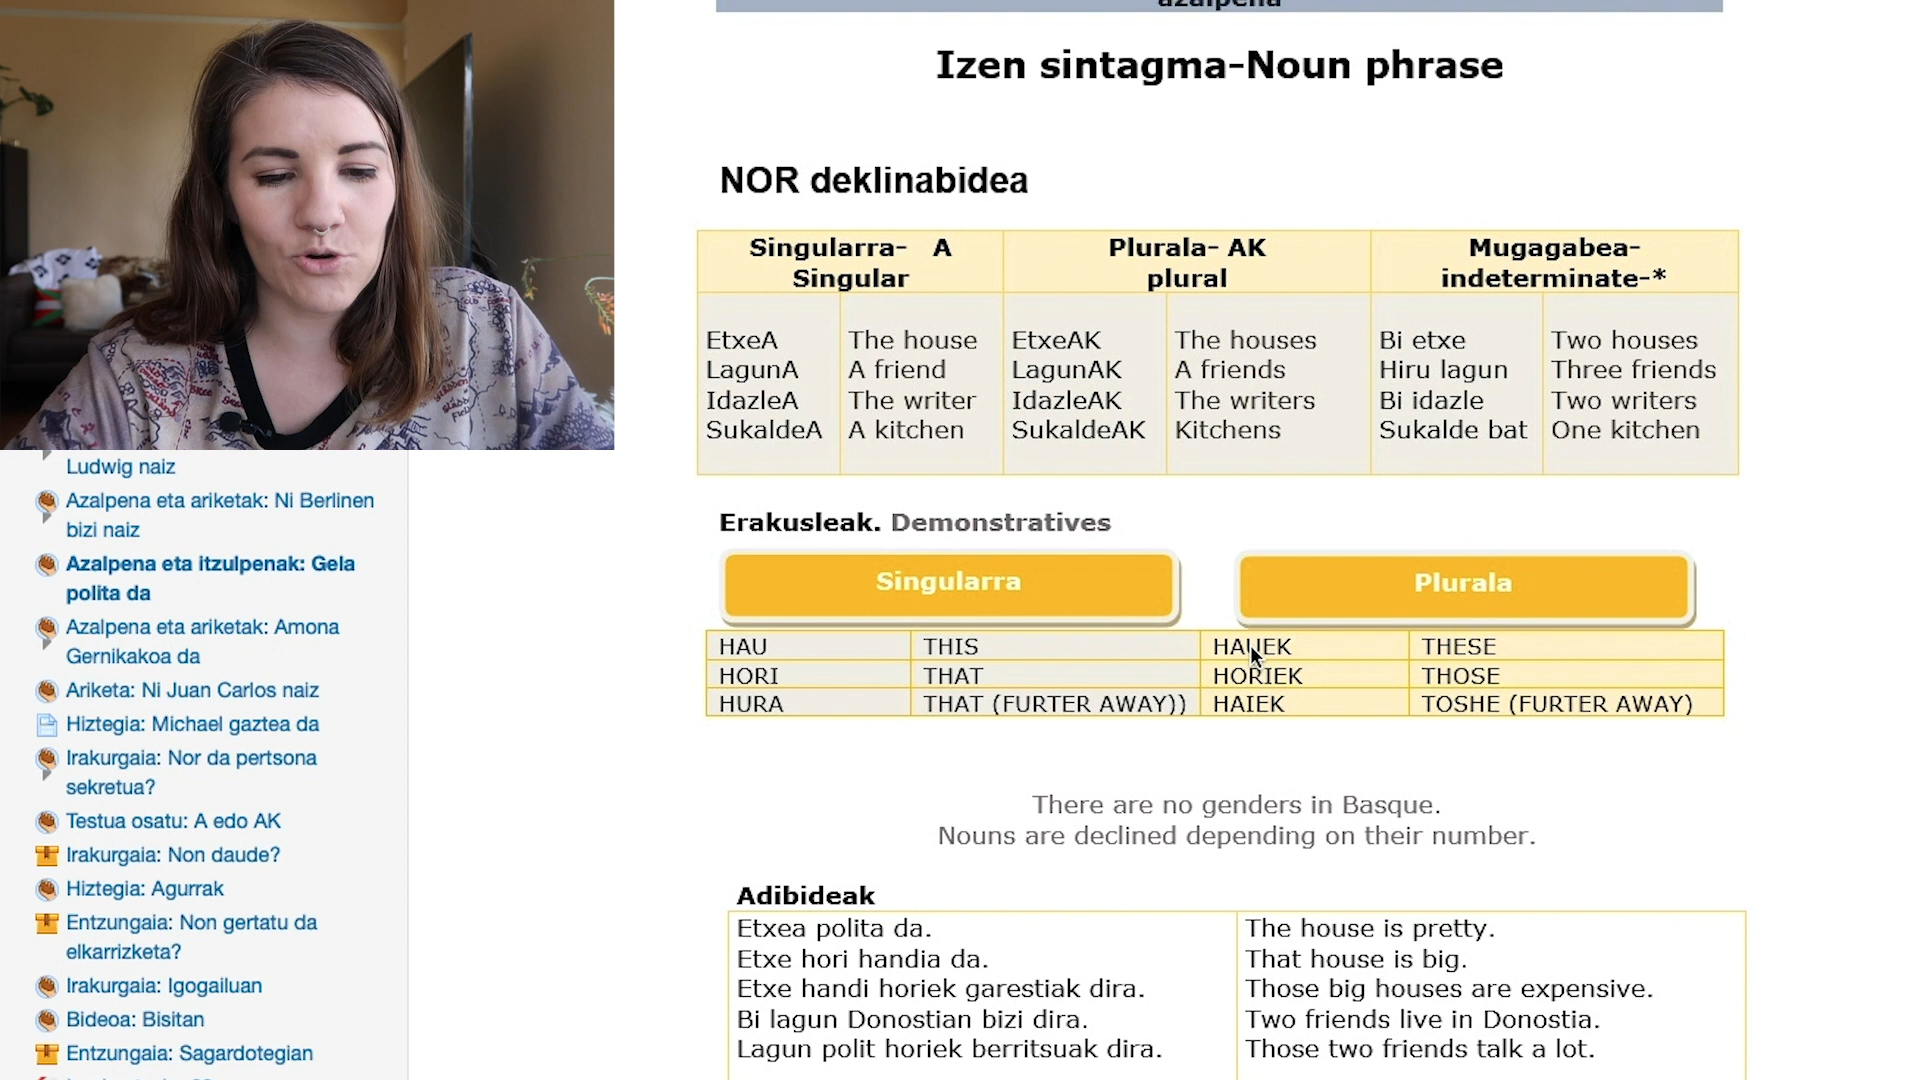 azalpena
Izen sintagma-Noun phrase
NOR deklinabidea
Singularra- A
Singular
Plurala- AK
plural
Mugagabea-
indeterminate-*
EtxeA The house EtxeAK The houses Bi etxe Two houses
LagunA A friend LagunAK A friends Hiru lagun Three friends
IdazleA The writer IdazleAK The writers Bi idazle Two writers
SukaldeA A kitchen SukaldeAK Kitchens Sukalde bat One kitchen
Erakusleak. Demonstratives
Singularra Plurala
HAU THIS HAUEK THESE
HORI THAT HORIEK THOSE
HURA THAT (FURTER AWAY)) HAIEK TOSHE (FURTER AWAY)
There are no genders in Basque.
Nouns are declined depending on their number.
Adibideak
Etxea polita da. The house is pretty.
Etxe hori handia da. That house is big.
Etxe handi horiek garestiak dira. Those big houses are expensive.
Bi lagun Donostian bizi dira. Two friends live in Donostia.
Lagun polit horiek berritsuak dira. Those two friends talk a lot.
Ludwig naiz
Azalpena eta ariketak: Ni Berlinen
bizi naiz
Azalpena eta itzulpenak: Gela
polita da
Azalpena eta ariketak: Amona
Gernikakoa da
Ariketa: Ni Juan Carlos naiz
Hiztegia: Michael gaztea da
Irakurgaia: Nor da pertsona
sekretua?
Testua osatu: A edo AK
Irakurgaia: Non daude?
Hiztegia: Agurrak
Entzungaia: Non gertatu da
elkarrizketa?
Irakurgaia: Igogailuan
Bideoa: Bisitan
Entzungaia: Sagardotegian